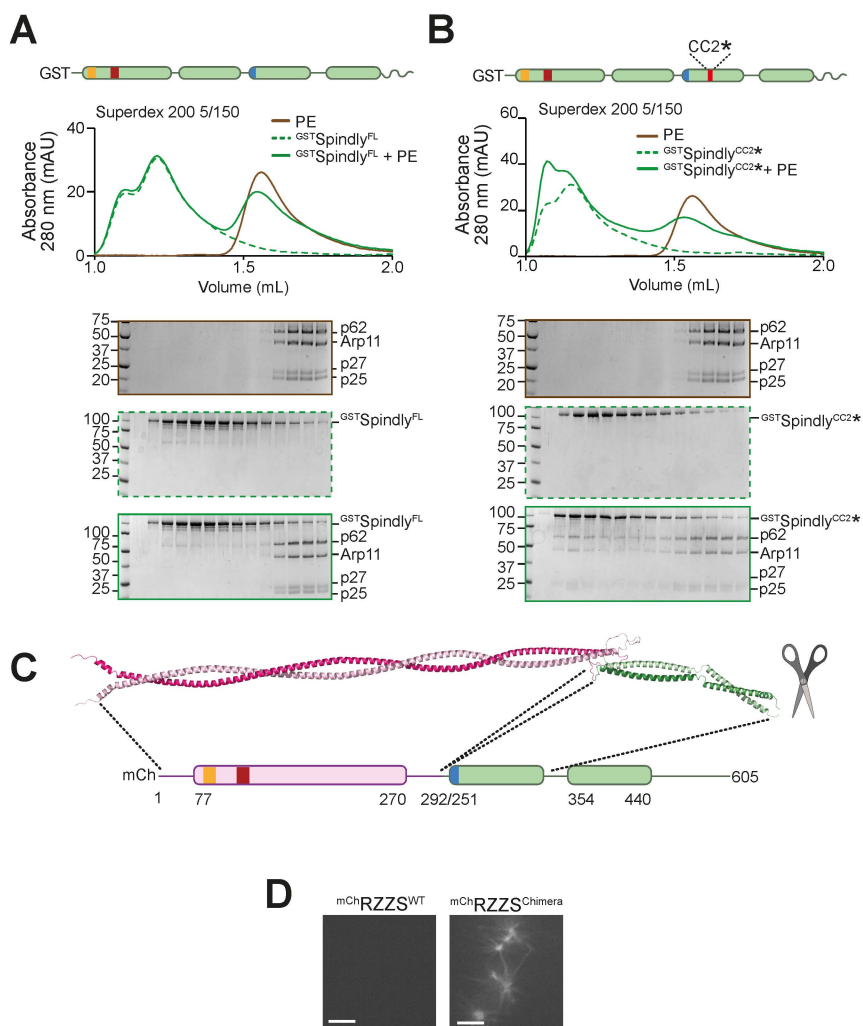 A
GST
Superdex 200 5/150
PE
GSTSpindlyFL
GSTSpindlyFL + PE
Absorbance
280 nm (mAU)
40
20
0
1.0
1.5
2.0
Volume (mL)
75
50
37
25
20
p62
Arp11
p27
p25
100
75
50
37
25
GSTSpindlyFL
100
75
50
37
25
GSTSpindlyFL
p62
Arp11
p27
p25
B
CC2*
GST
Superdex 200 5/150
PE
GSTSpindlyCC2*
GSTSpindlyCC2*+ PE
Absorbance
280 nm (mAU)
60
40
20
0
1.0
1.5
2.0
Volume (mL)
75
50
37
25
20
p62
Arp11
p27
p25
100
75
50
37
25
GSTSpindlyCC2*
100
75
50
37
25
GSTSpindlyCC2*
p62
Arp11
p27
p25
C
mCh
1
77
270
292/251
354
440
605
D
mChRZZSWT
mChRZZSChimera